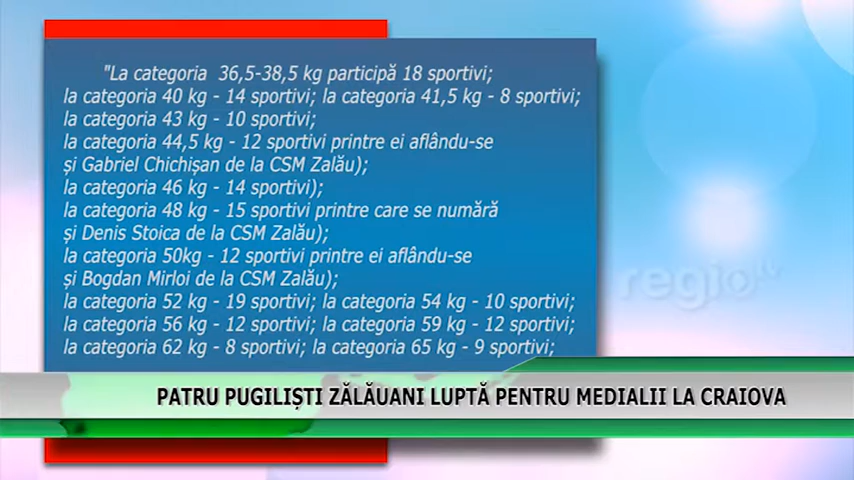 "La categoria 36,5-38,5 kg participă 18 sportivi;
la categoria 40 kg - 14 sportivi; la categoria 41,5 kg - 8 sportivi;
la categoria 43 kg - 10 sportivi;
la categoria 44,5 kg - 12 sportivi printre ei aflându-se
și Gabriel Chichișan de la CSM Zalău);
la categoria 46 kg - 14 sportivi);
la categoria 48 kg - 15 sportivi printre care se numără
și Denis Stoica de la CSM Zalău);
la categoria 50kg - 12 sportivi printre ei aflându-se
și Bogdan Mirloi de la CSM Zalău);
la categoria 52 kg - 19 sportivi; la categoria 54 kg - 10 sportivi;
la categoria 56 kg - 12 sportivi; la categoria 59 kg - 12 sportivi;
la categoria 62 kg - 8 sportivi; la categoria 65 kg - 9 sportivi;
regio
PATRU PUGILIȘTI ZĂLĂUANI LUPTĂ PENTRU MEDIALII LA CRAIOVA